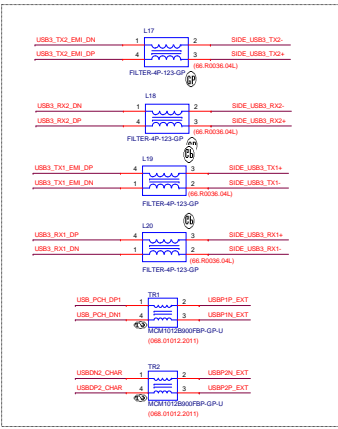 L17
USB3_TX2_EMI_DN 1 2 SIDE_USB3_TX2-
USB3_TX2_EMI_DP 4 3 SIDE_USB3_TX2+
(66.R0036.04L)
FILTER-4P-123-GP
L18
USB3_RX2_DN 1 2 SIDE_USB3_RX2-
USB3_RX2_DP 4 3 SIDE_USB3_RX2+
(66.R0036.04L)
FILTER-4P-123-GP
L19
USB3_TX1_EMI_DP 4 3 SIDE_USB3_TX1+
USB3_TX1_EMI_DN 1 2 SIDE_USB3_TX1-
(66.R0036.04L)
FILTER-4P-123-GP
L20
USB3_RX1_DP 4 3 SIDE_USB3_RX1+
USB3_RX1_DN 1 2 SIDE_USB3_RX1-
(66.R0036.04L)
FILTER-4P-123-GP
TR1
USB_PCH_DP1 1 2 USBP1P_EXT
USB_PCH_DN1 4 3 USBP1N_EXT
MCM1012B900FBP-GP-U
(068.01012.2011)
TR2
USBDN2_CHAR 1 2 USBP2N_EXT
USBDP2_CHAR 4 3 USBP2P_EXT
MCM1012B900FBP-GP-U
(068.01012.2011)